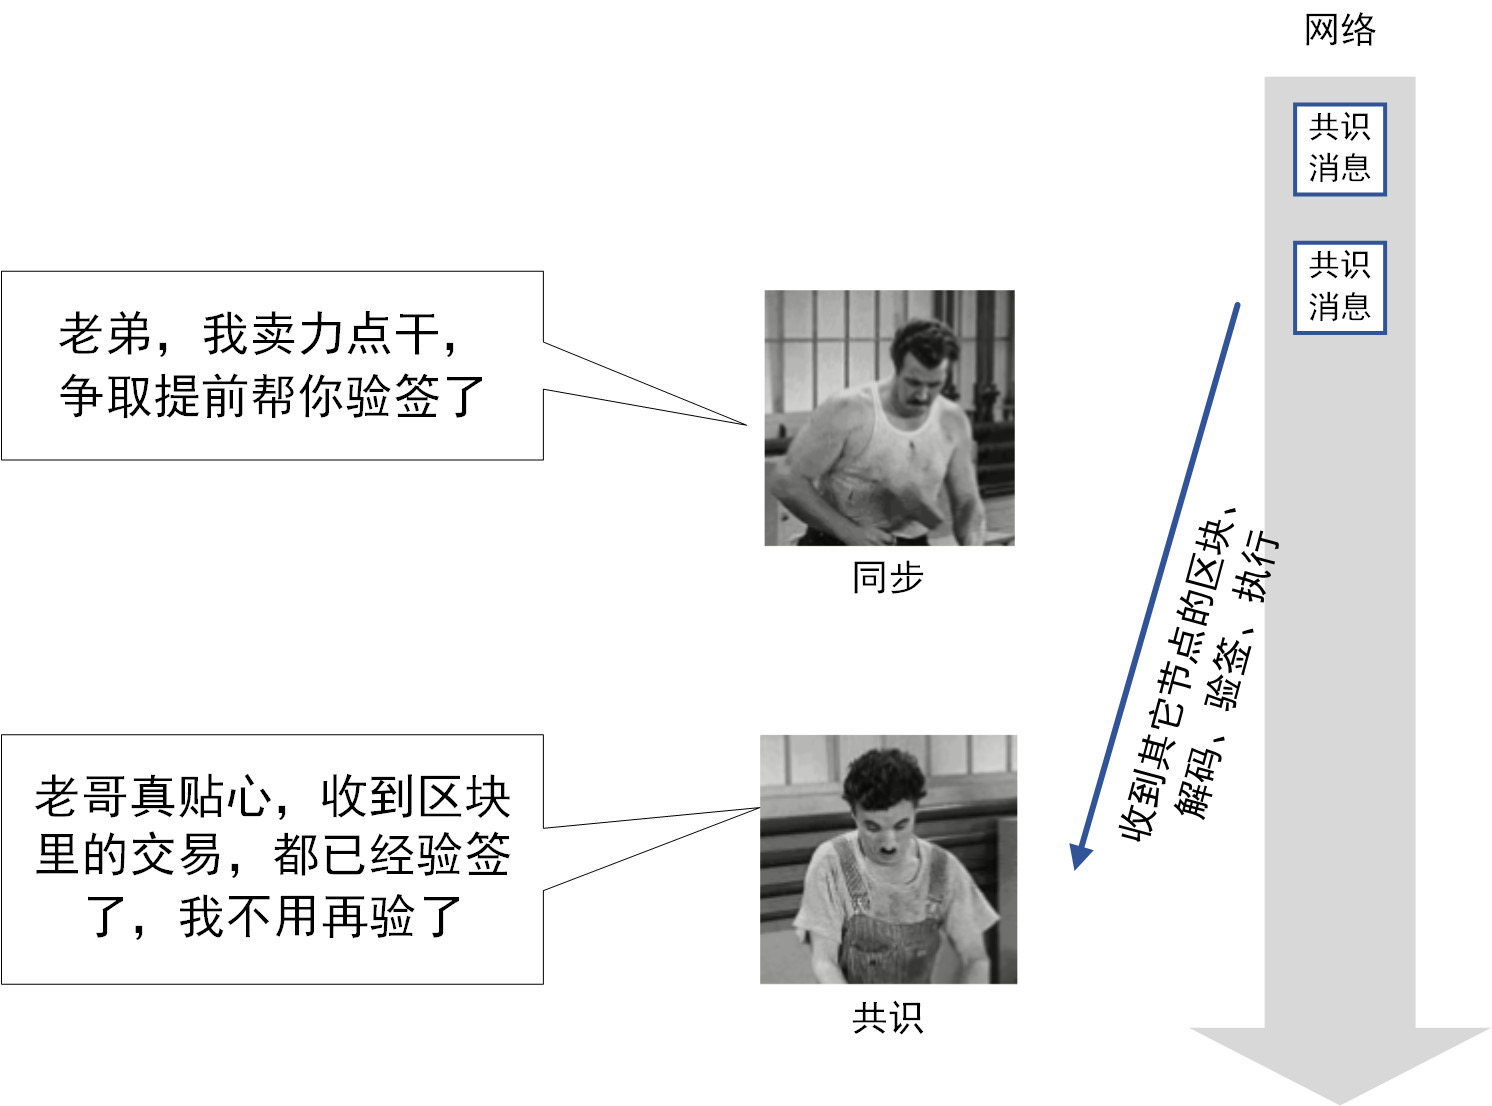 网络
共识
消息
共识
消息
老弟，我卖力点干，
争取提前帮你验签了
同步
收到其它节点的区块、
解码、验签、执行
老哥真贴心，收到区块
里的交易，都已经验签
了，我不用再验了
共识